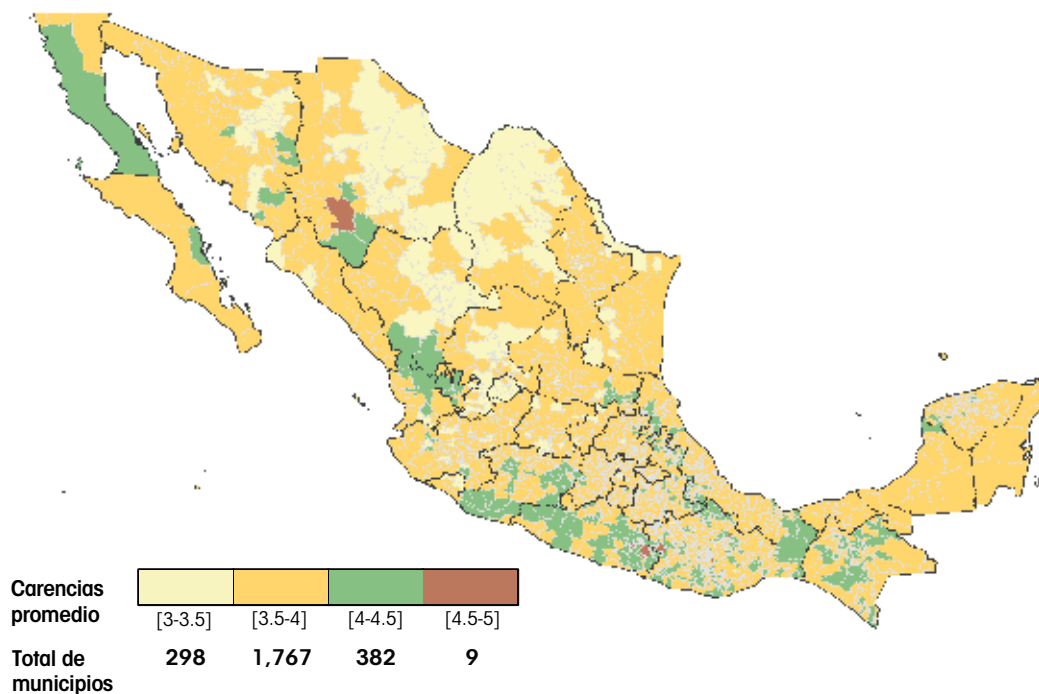 Carencias
promedio
[3-3.5] [3.5-4] [4-4.5] [4.5-5]
Total de
municipios
298 1,767 382 9